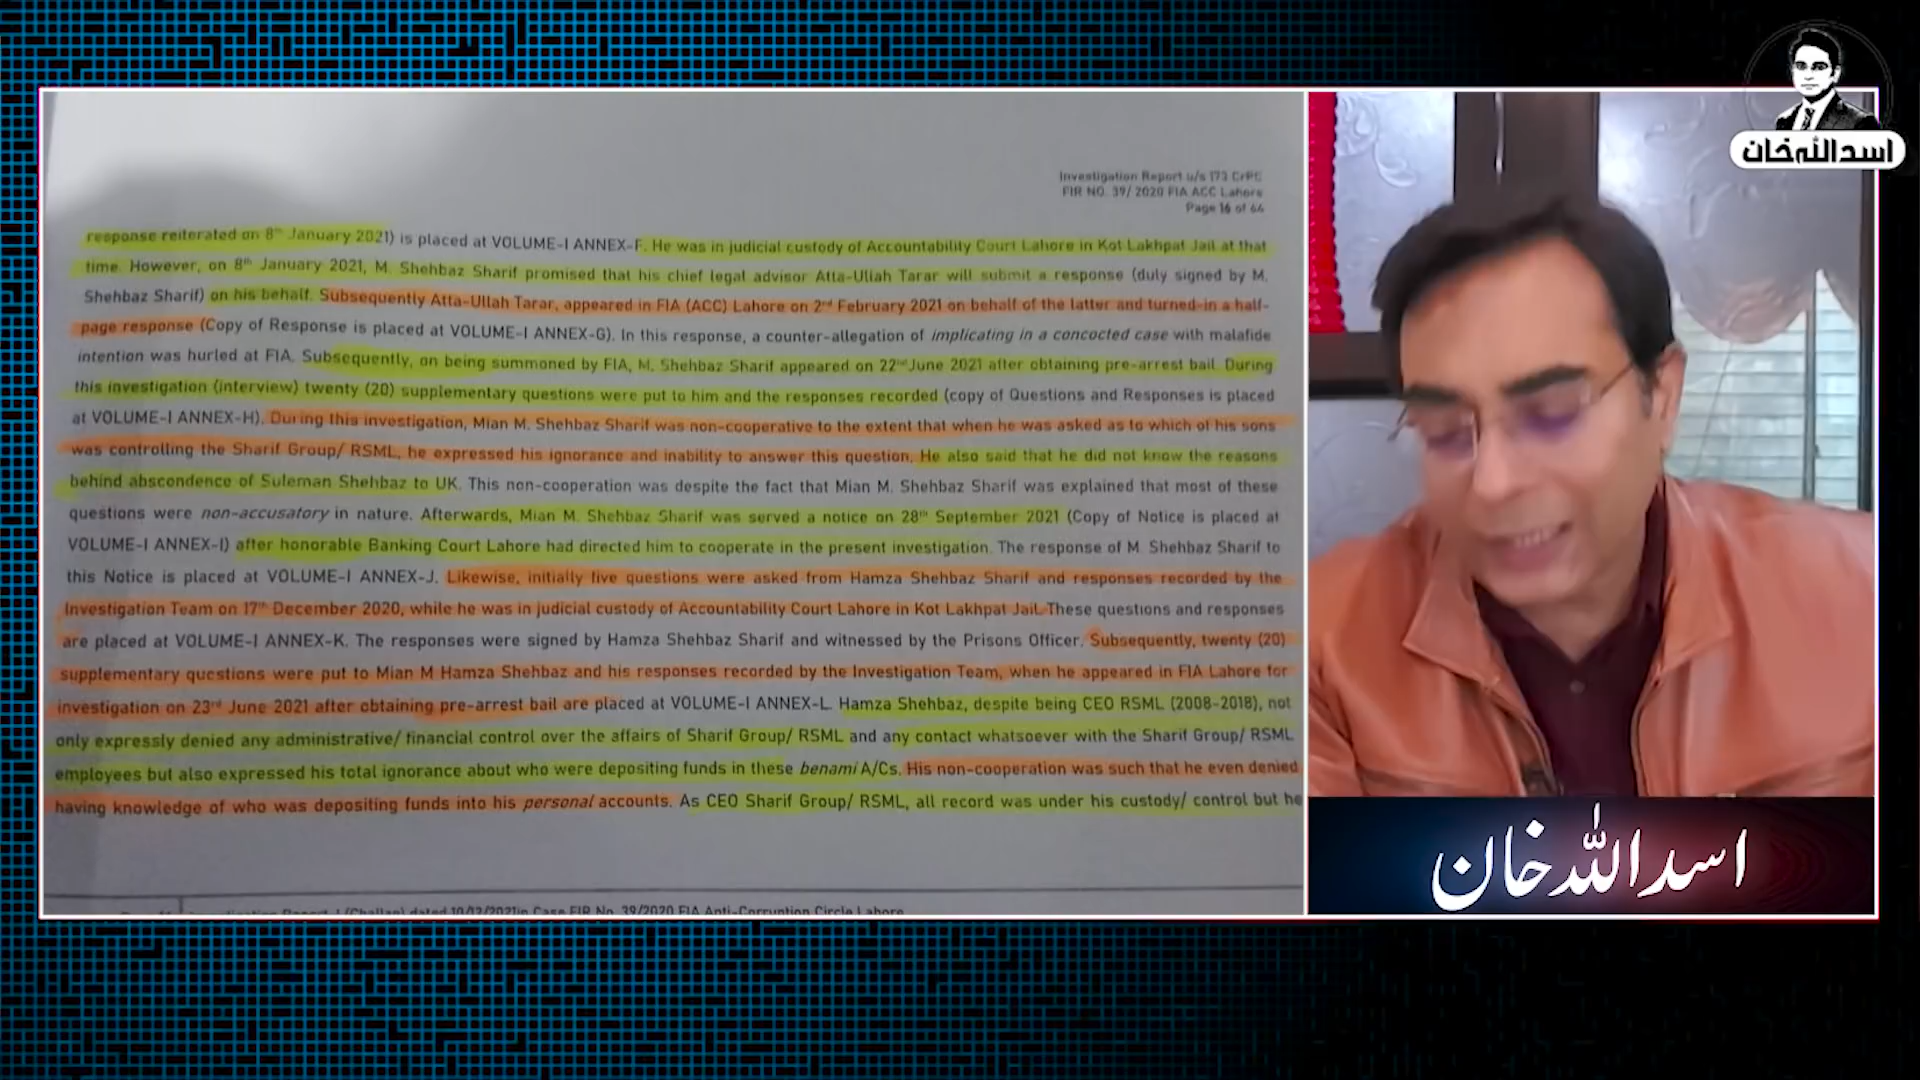 اسد اللہ خان
Investigation Report u/s 173 CrPC
FIR NO. 39/ 2020 FIA ACC Lahore
Page 16 of 64
response reiterated on 8th January 2021) is placed at VOLUME-I ANNEX-F. He was in judicial custody of Accountability Court Lahore in Kot Lakhpat Jail at that
time. However, on 8th January 2021, M. Shehbaz Sharif promised that his chief legal advisor Atta-Ullah Tarar will submit a response (duly signed by M.
Shehbaz Sharif) on his behalf. Subsequently Atta-Ullah Tarar, appeared in FIA (ACC) Lahore on 2nd February 2021 on behalf of the latter and turned-in a half-
page response (Copy of Response is placed at VOLUME-I ANNEX-G). In this response, a counter-allegation of implicating in a concocted case with malafide
intention was hurled at FIA. Subsequently, on being summoned by FIA, M. Shehbaz Sharif appeared on 22nd June 2021 after obtaining pre-arrest bail. During
this investigation (interview) twenty (20) supplementary questions were put to him and the responses recorded (copy of Questions and Responses is placed
at VOLUME-I ANNEX-H). During this investigation, Mian M. Shehbaz Sharif was non-cooperative to the extent that when he was asked as to which of his sons
was controlling the Sharif Group/ RSML, he expressed his ignorance and inability to answer this question. He also said that he did not know the reasons
behind abscondence of Suleman Shehbaz to UK. This non-cooperation was despite the fact that Mian M. Shehbaz Sharif was explained that most of these
questions were non-accusatory in nature. Afterwards, Mian M. Shehbaz Sharif was served a notice on 28th September 2021 (Copy of Notice is placed at
VOLUME-I ANNEX-I) after honorable Banking Court Lahore had directed him to cooperate in the present investigation. The response of M. Shehbaz Sharif to
this Notice is placed at VOLUME-I ANNEX-J. Likewise, initially five questions were asked from Hamza Shehbaz Sharif and responses recorded by the
Investigation Team on 17th December 2020, while he was in judicial custody of Accountability Court Lahore in Kot Lakhpat Jail. These questions and responses
are placed at VOLUME-I ANNEX-K. The responses were signed by Hamza Shehbaz Sharif and witnessed by the Prisons Officer. Subsequently, twenty (20)
supplementary questions were put to Mian M Hamza Shehbaz and his responses recorded by the Investigation Team, when he appeared in FIA Lahore for
investigation on 23rd June 2021 after obtaining pre-arrest bail are placed at VOLUME-I ANNEX-L. Hamza Shehbaz, despite being CEO RSML (2008-2018), not
only expressly denied any administrative/ financial control over the affairs of Sharif Group/ RSML and any contact whatsoever with the Sharif Group/ RSML
employees but also expressed his total ignorance about who were depositing funds in these benami A/Cs. His non-cooperation was such that he even denied
having knowledge of who was depositing funds into his personal accounts. As CEO Sharif Group/ RSML, all record was under his custody/ control but he
Investigation Report / (Challan) dated 10/12/2021in Case FIR No. 39/2020 FIA Anti-Corruption Circle Lahore
اسد اللہ خان